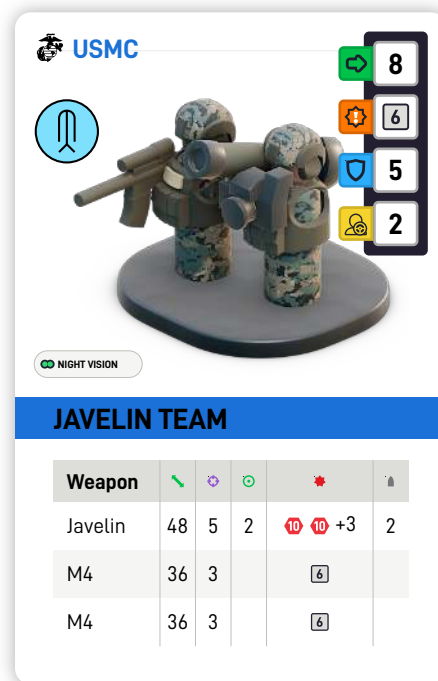 USMC
8
6
5
2
NIGHT VISION
JAVELIN TEAM
Weapon
Javelin 48 5 2 10 10 +3 2
M4 36 3 6
M4 36 3 6